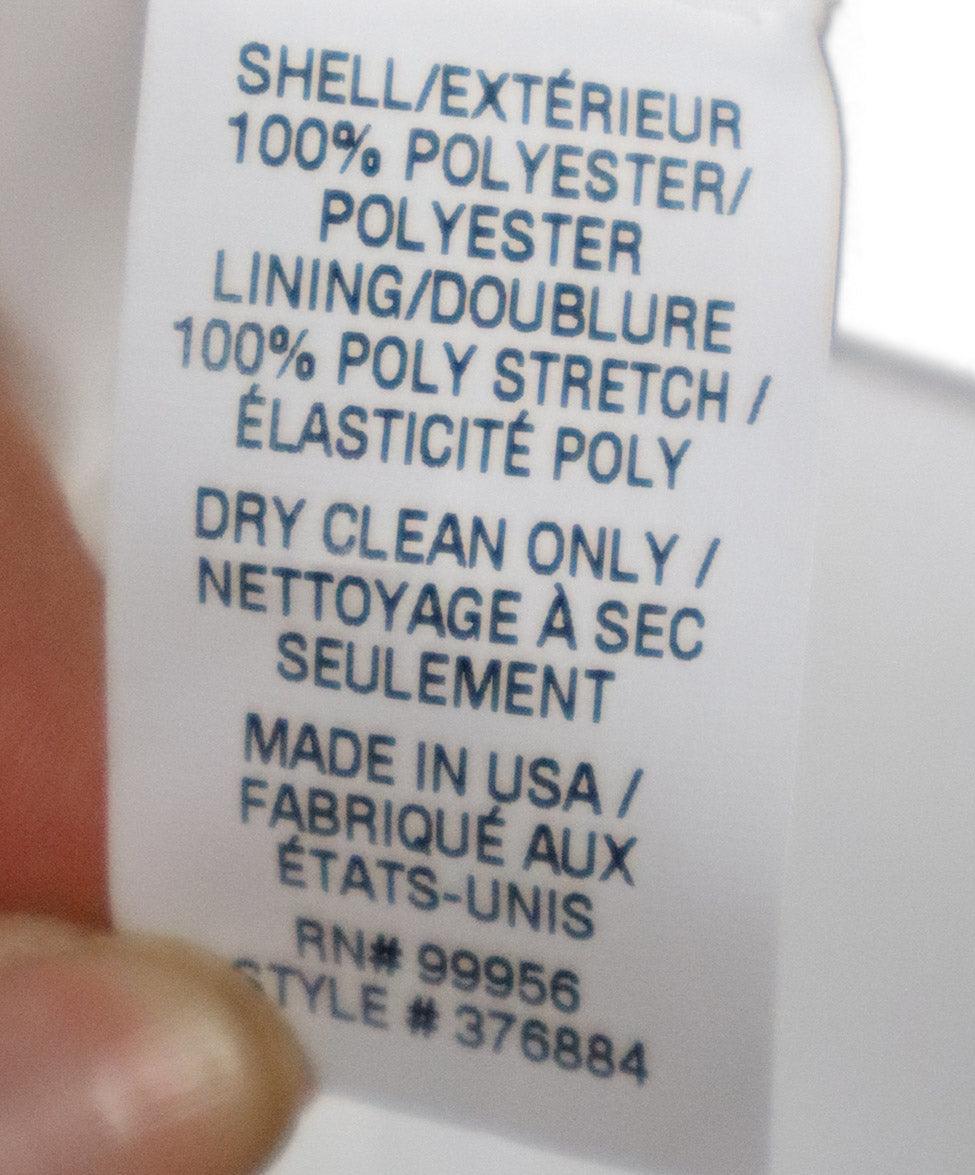 SHELL/EXTÉRIEUR
100% POLYESTER/
POLYESTER
LINING/DOUBLURE
100% POLY STRETCH /
ÉLASTICITÉ POLY
DRY CLEAN ONLY /
NETTOYAGE À SEC
SEULEMENT
MADE IN USA /
FABRIQUÉ AUX
ÉTATS-UNIS
RN# 99956
STYLE # 376884